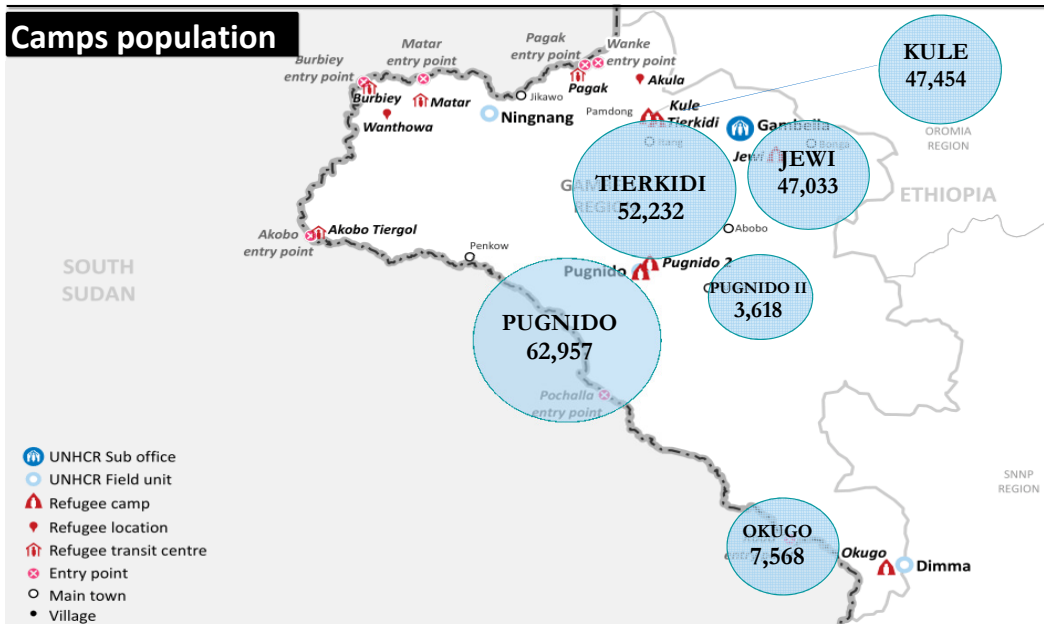 Camps population
Burbiey
entry point
Matar
entry point
Pagak
entry point
Wanke
entry point
KULE
47,454
Pagak
Akula
Burbiey
Matar
Jikawo
Wanthowa
Ningnang
Pamdong
Kule
Tierkidi
Gambella
OROMIA
REGION
Itang
Bonga
Jewi
JEWI
47,033
TIERKIDI
52,232
ETHIOPIA
Akobo
entry point
Akobo Tiergol
Penkow
Abobo
SOUTH
SUDAN
Pugnido
Pugnido 2
PUGNIDO II
3,618
PUGNIDO
62,957
Pochalla
entry point
UNHCR Sub office
UNHCR Field unit
Refugee camp
Refugee location
Refugee transit centre
Entry point
Main town
Village
SNNP
REGION
OKUGO
7,568
Okugo
Dimma